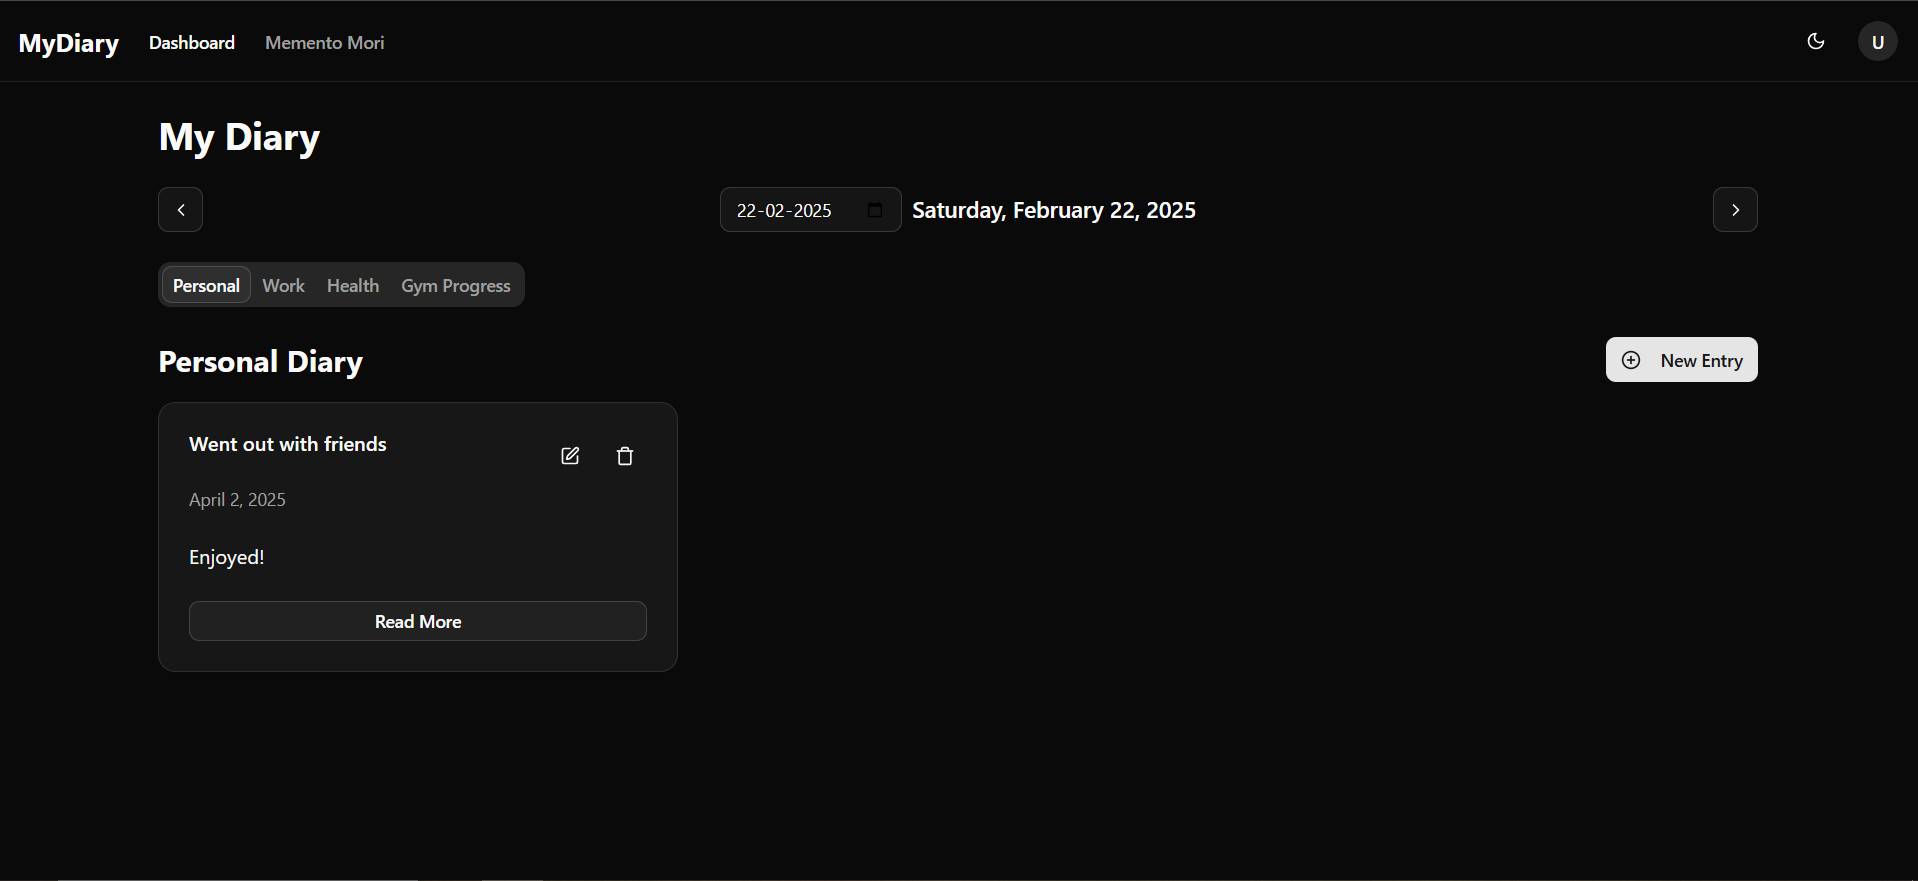 MyDiary Dashboard Memento Mori U
My Diary
22-02-2025 Saturday, February 22, 2025
Personal Work Health Gym Progress
Personal Diary New Entry
Went out with friends
April 2, 2025
Enjoyed!
Read More